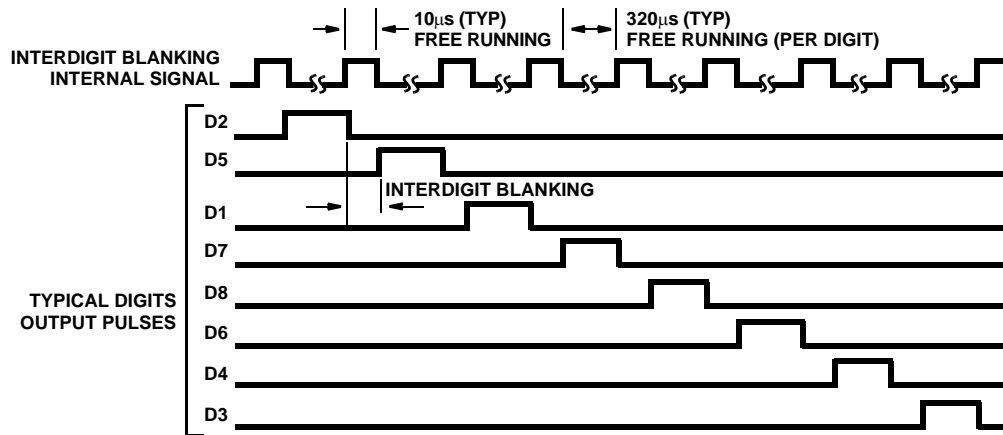 10μs (TYP)
FREE RUNNING
320μs (TYP)
FREE RUNNING (PER DIGIT)
INTERDIGIT BLANKING
INTERNAL SIGNAL
D2
D5
INTERDIGIT BLANKING
D1
D7
D8
TYPICAL DIGITS
OUTPUT PULSES
D6
D4
D3